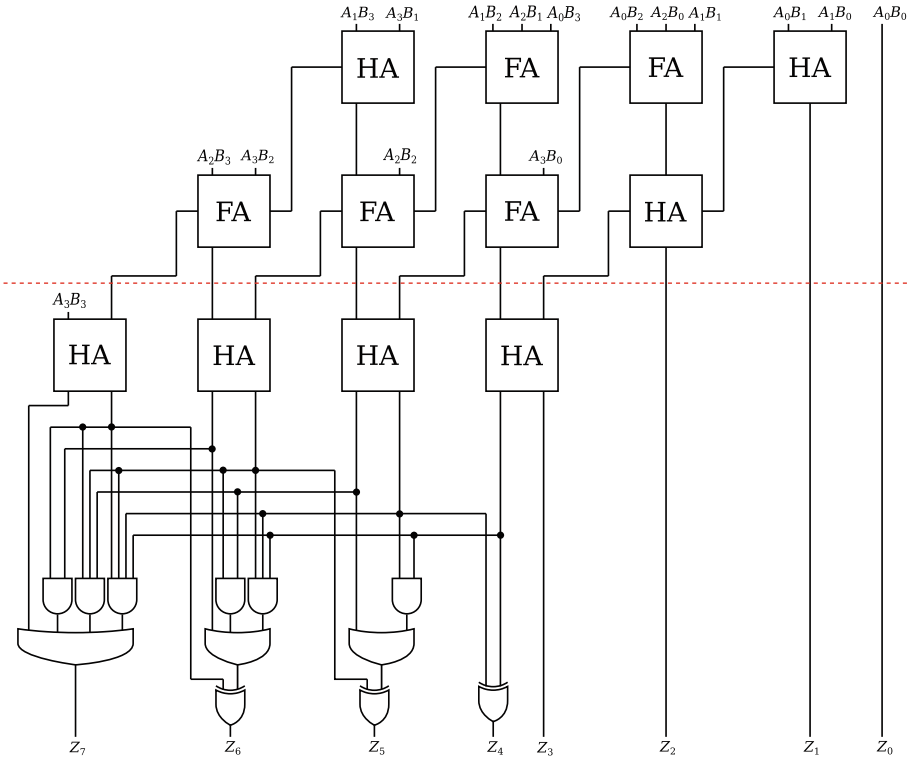 A₁B₃ A₃B₁ A₁B₂ A₂B₁ A₀B₃ A₀B₂ A₂B₀ A₁B₁ A₀B₁ A₁B₀ A₀B₀
HA FA FA HA
A₂B₃ A₃B₂ A₂B₂ A₃B₀
FA FA FA HA
A₃B₃
HA HA HA HA
Z₇ Z₆ Z₅ Z₄ Z₃ Z₂ Z₁ Z₀